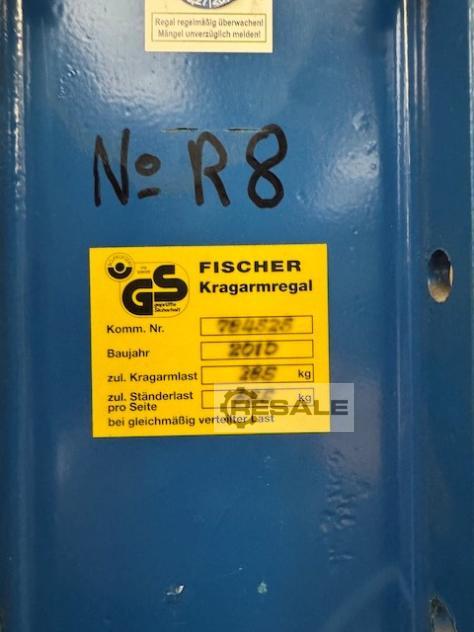 Regal regelmäßig überwachen!
Mängel unverzüglich melden!
No R8
GS
geprüfte
Sicherheit
FISCHER
Kragarmregal
Komm. Nr.
Baujahr 2010
zul. Kragarmlast 285 kg
zul. Ständerlast
pro Seite kg
bei gleichmäßig verteilter Last
RESALE